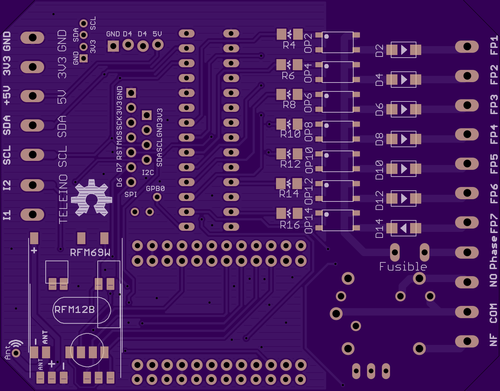 GND
3V3
+5V
SDA
SCL
I2
I1
GND
3V3
5V
SDA
SCL
TELEINO
GND
SDA
3V3
SCL
GND D4 D4 5V
D6 D7 RST MOSI SCK 3V3 GND
SDA SCL GND 3V3
I2C
SPI
GPB0
R4
R6
R8
R10
R12
R14
R16
OP2
OP4
OP6
OP8
OP10
OP12
OP14
D2
D4
D6
D8
D10
D12
D14
FP1
FP2
FP3
FP4
FP5
FP6
FP7
Phase
NO
COM
NF
Fusible
RFM69W
RFM12B
+
Ant
ANT
ANT
+
-
-